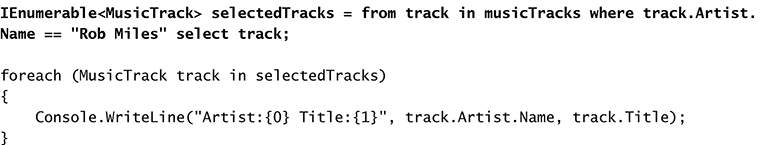 IEnumerable<MusicTrack> selectedTracks = from track in musicTracks where track.Artist.
Name == "Rob Miles" select track;
foreach (MusicTrack track in selectedTracks)
{
    Console.WriteLine("Artist:{0} Title:{1}", track.Artist.Name, track.Title);
}